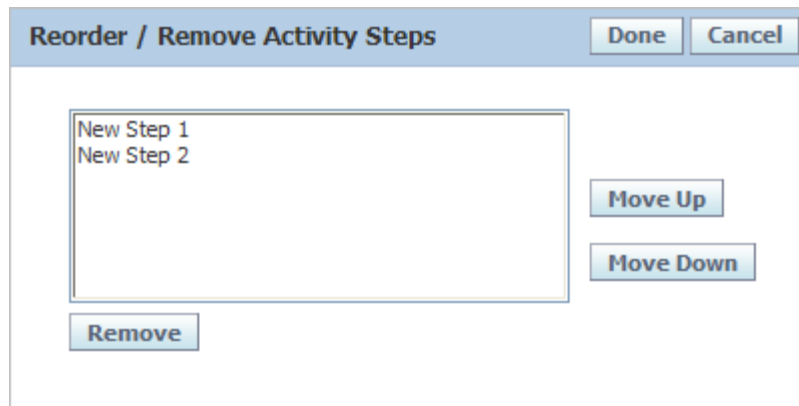 Reorder / Remove Activity Steps
Done
Cancel
New Step 1
New Step 2
Move Up
Move Down
Remove